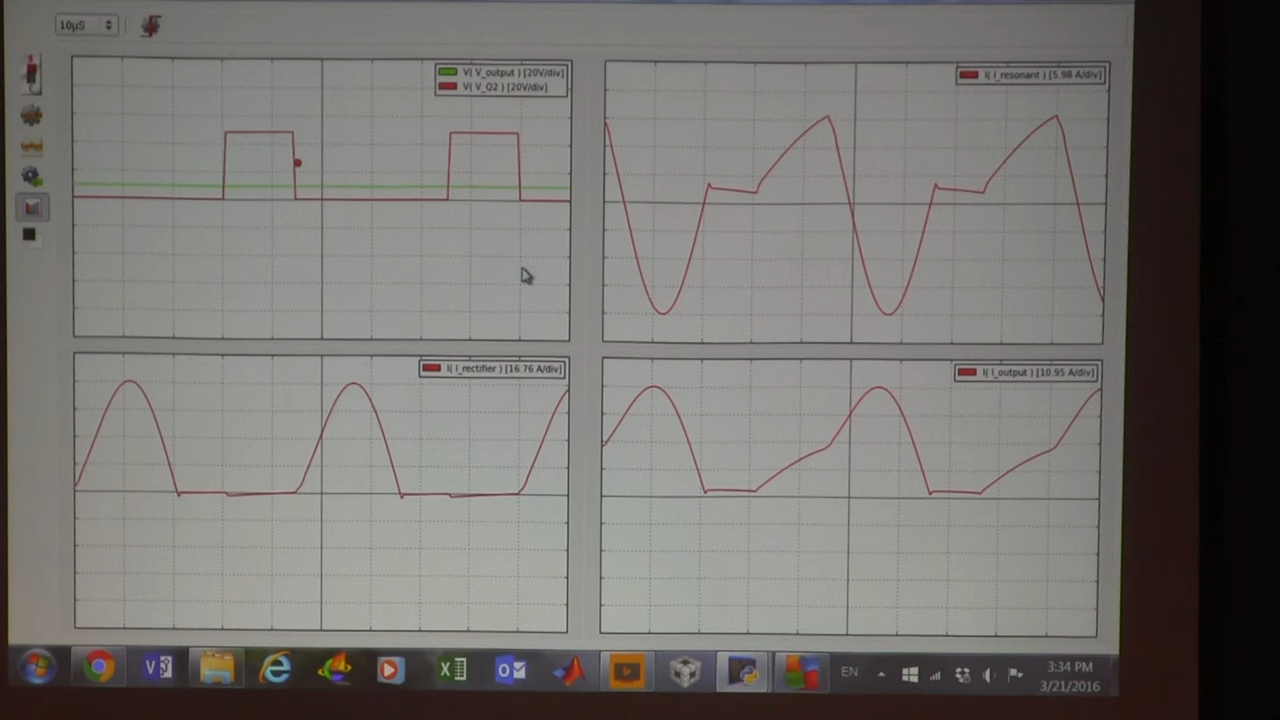 10µS
V( V_output ) [20V/div]
V( V_Q2 ) [20V/div]
I( I_resonant ) [5.98 A/div]
I( I_rectifier ) [16.76 A/div]
I( I_output ) [10.95 A/div]
EN
3:34 PM
3/21/2016